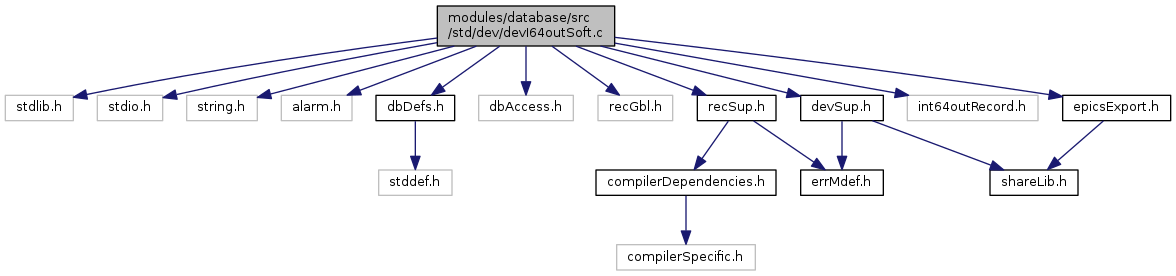 modules/database/src
/std/dev/devI64outSoft.c
stdlib.h
stdio.h
string.h
alarm.h
dbDefs.h
dbAccess.h
recGbl.h
recSup.h
devSup.h
int64outRecord.h
epicsExport.h
stddef.h
compilerDependencies.h
errMdef.h
shareLib.h
compilerSpecific.h